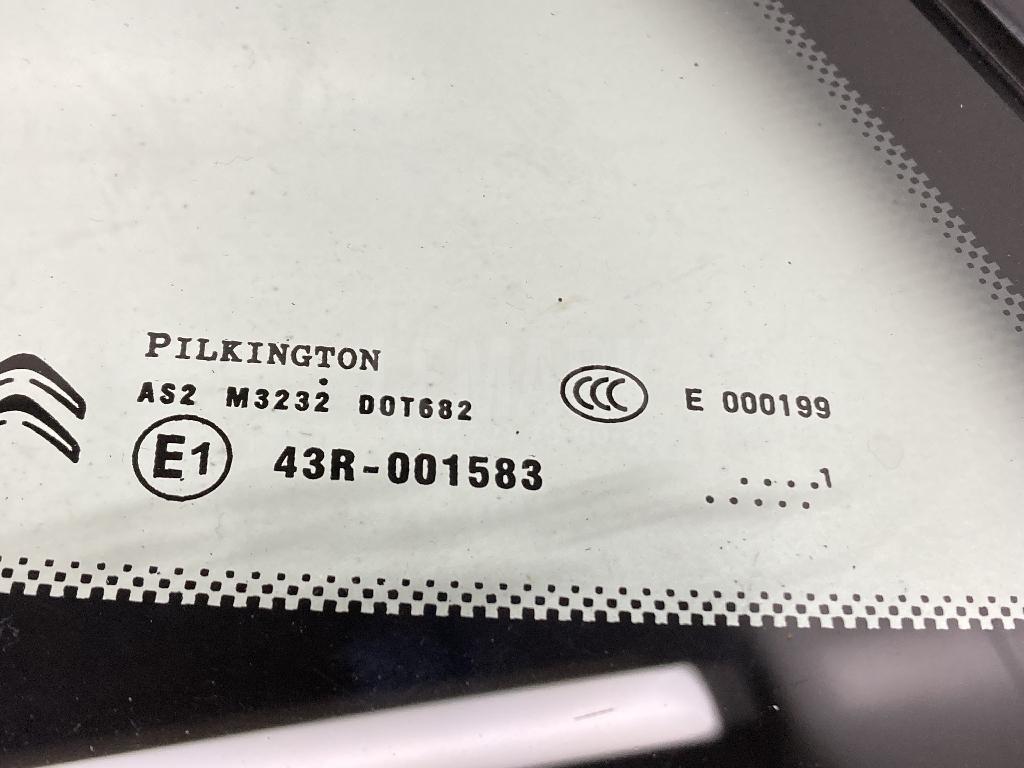 PILKINGTON
AS2 M3232 DOT682
CCC E 000199
E1 43R-001583
.....1
.....